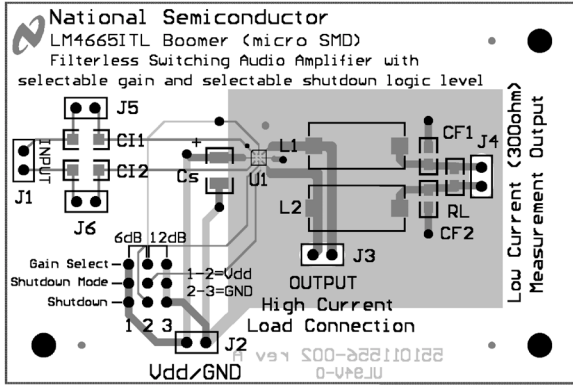 National Semiconductor
LM4665ITL Boomer (micro SMD)
Filterless Switching Audio Amplifier with
selectable gain and selectable shutdown logic level
J5
CI1
J1
INPUT
CI2
J6
+
Cs
U1
L1
L2
CF1
J4
RL
CF2
J3
OUTPUT
High Current
Load Connection
Low Current (300ohm)
Measurement Output
6dB 12dB
Gain Select
Shutdown Mode
Shutdown
1-2=Vdd
2-3=GND
1 2 3
J2
Vdd/GND
551011556-002 rev A
UL94V-0